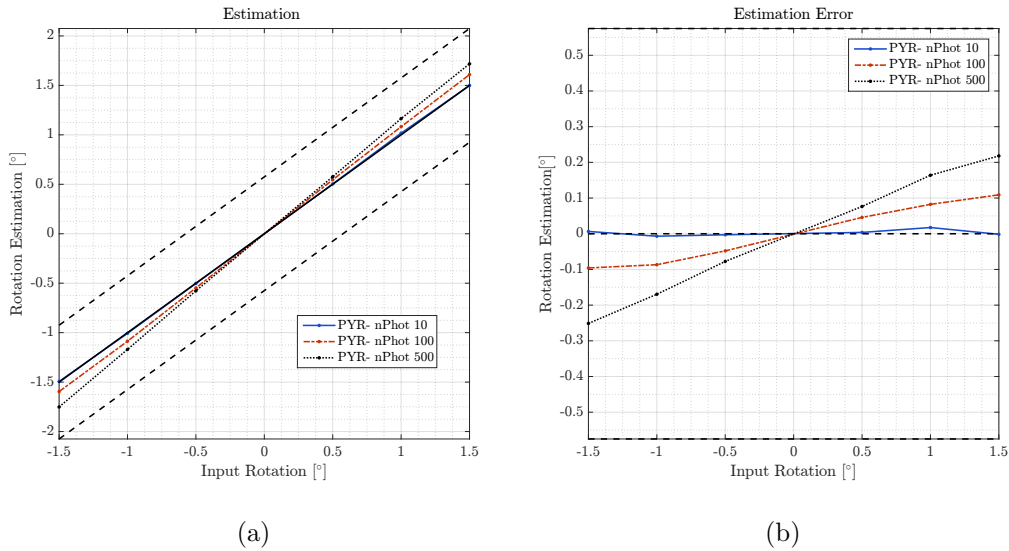 Estimation
2
1.5
1
0.5
0
-0.5
-1
-1.5
-2
Rotation Estimation [°]
PYR- nPhot 10
PYR- nPhot 100
PYR- nPhot 500
-1.5 -1 -0.5 0 0.5 1 1.5
Input Rotation [°]
(a)
Estimation Error
0.5
0.4
0.3
0.2
0.1
0
-0.1
-0.2
-0.3
-0.4
-0.5
Rotation Estimation[°]
PYR- nPhot 10
PYR- nPhot 100
PYR- nPhot 500
-1.5 -1 -0.5 0 0.5 1 1.5
Input Rotation [°]
(b)